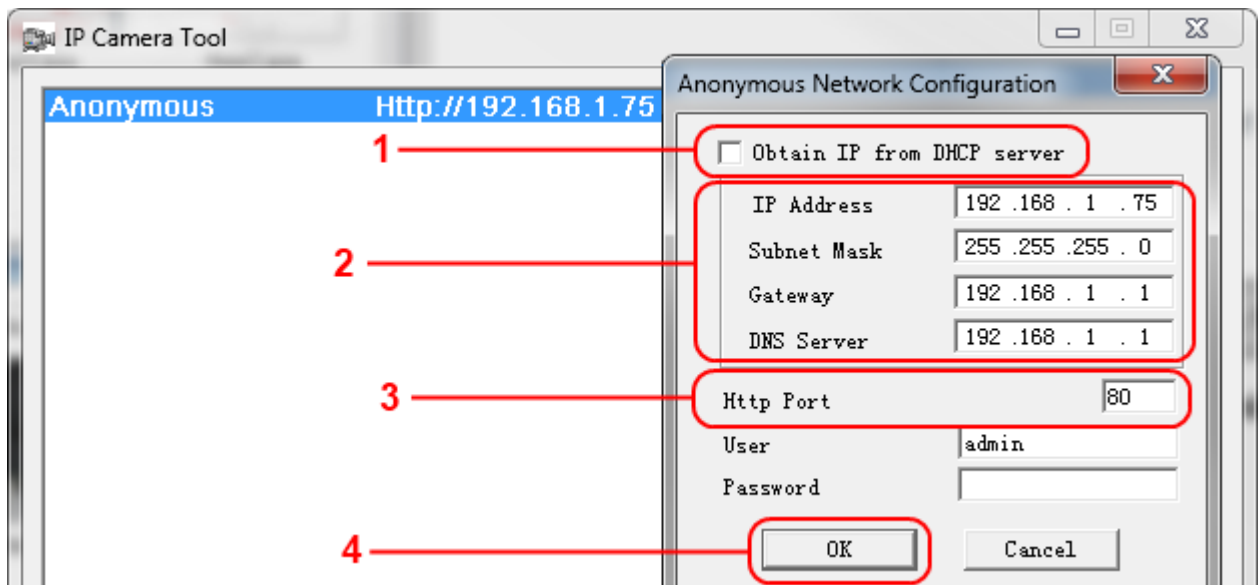 IP Camera Tool
Anonymous Http://192.168.1.75
Anonymous Network Configuration
1
Obtain IP from DHCP server
2
IP Address 192 .168 . 1 .75
Subnet Mask 255 .255 .255 . 0
Gateway 192 .168 . 1 . 1
DNS Server 192 .168 . 1 . 1
3
Http Port 80
User admin
Password
4
OK Cancel